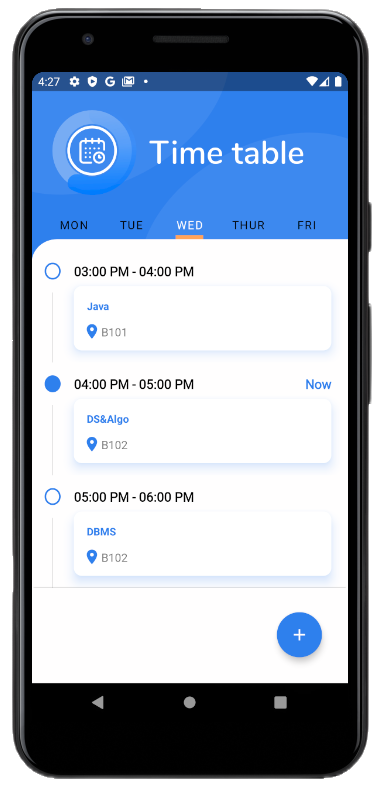 4:27
Time table
MON TUE WED THUR FRI
03:00 PM - 04:00 PM
Java
B101
04:00 PM - 05:00 PM Now
DS&Algo
B102
05:00 PM - 06:00 PM
DBMS
B102